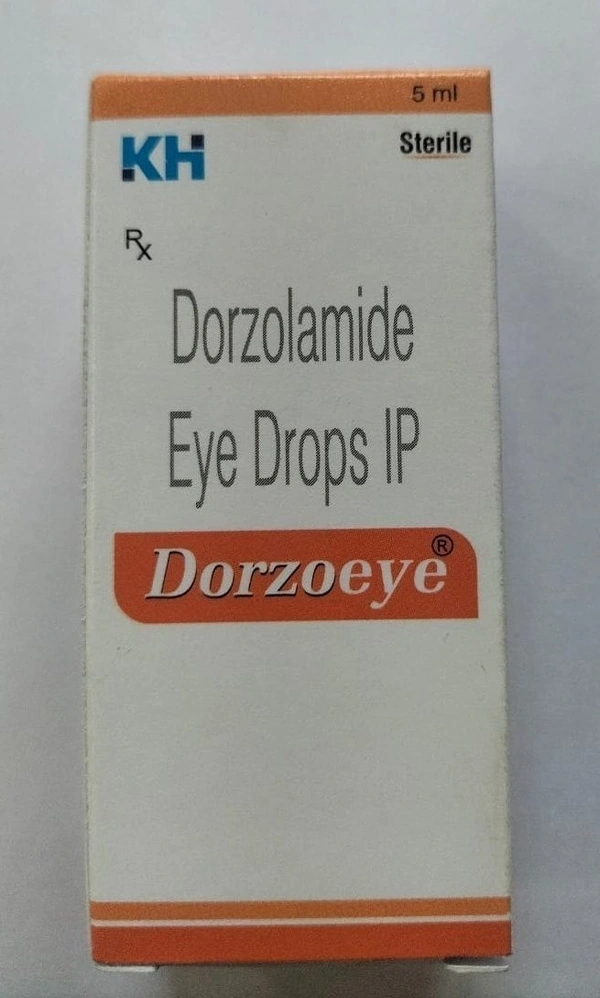 5 ml
KH
Sterile
Rx
Dorzolamide
Eye Drops IP
Dorzoeye®